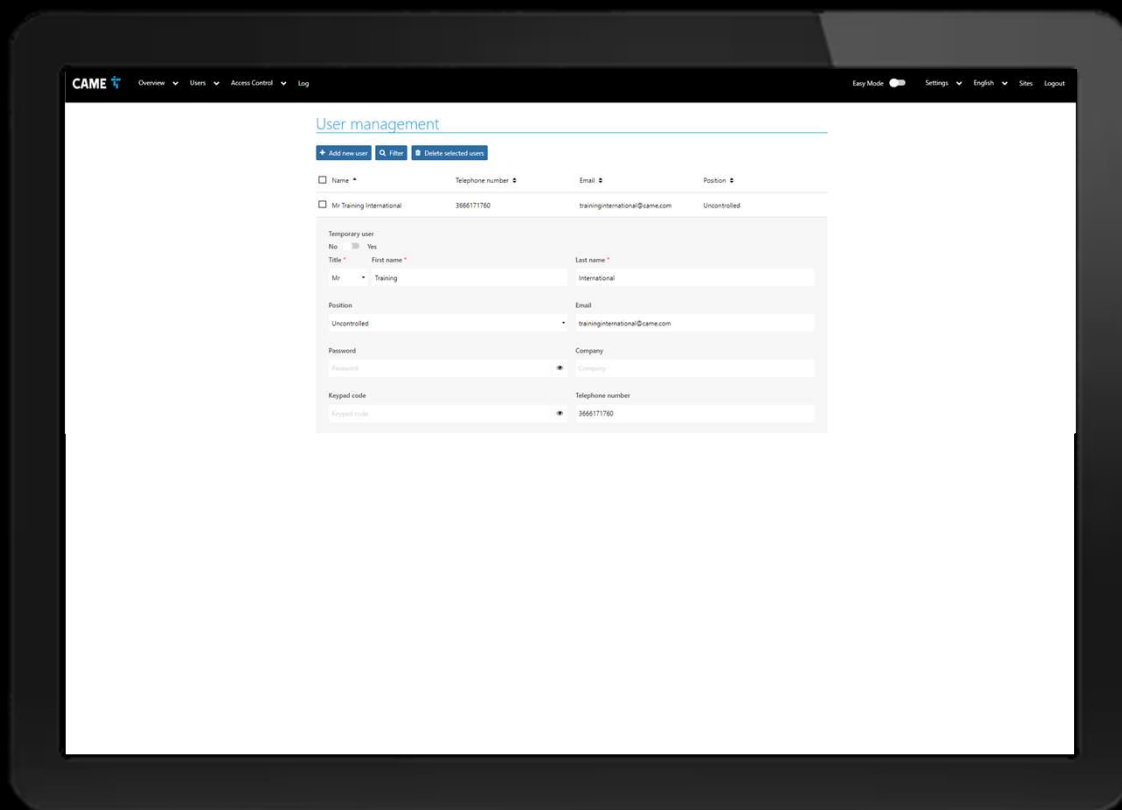 CAME Overview Users Access Control Log Easy Mode Settings English Sites Logout
User management
+ Add new user Filter Delete selected users
Name Telephone number Email Position
Mr Training International 3666171760 traininginternational@came.com Uncontrolled
Temporary user
No Yes
Title * First name * Last name *
Mr Training International
Position Email
Uncontrolled traininginternational@came.com
Password Company
Password Company
Keypad code Telephone number
Keypad code 3666171760